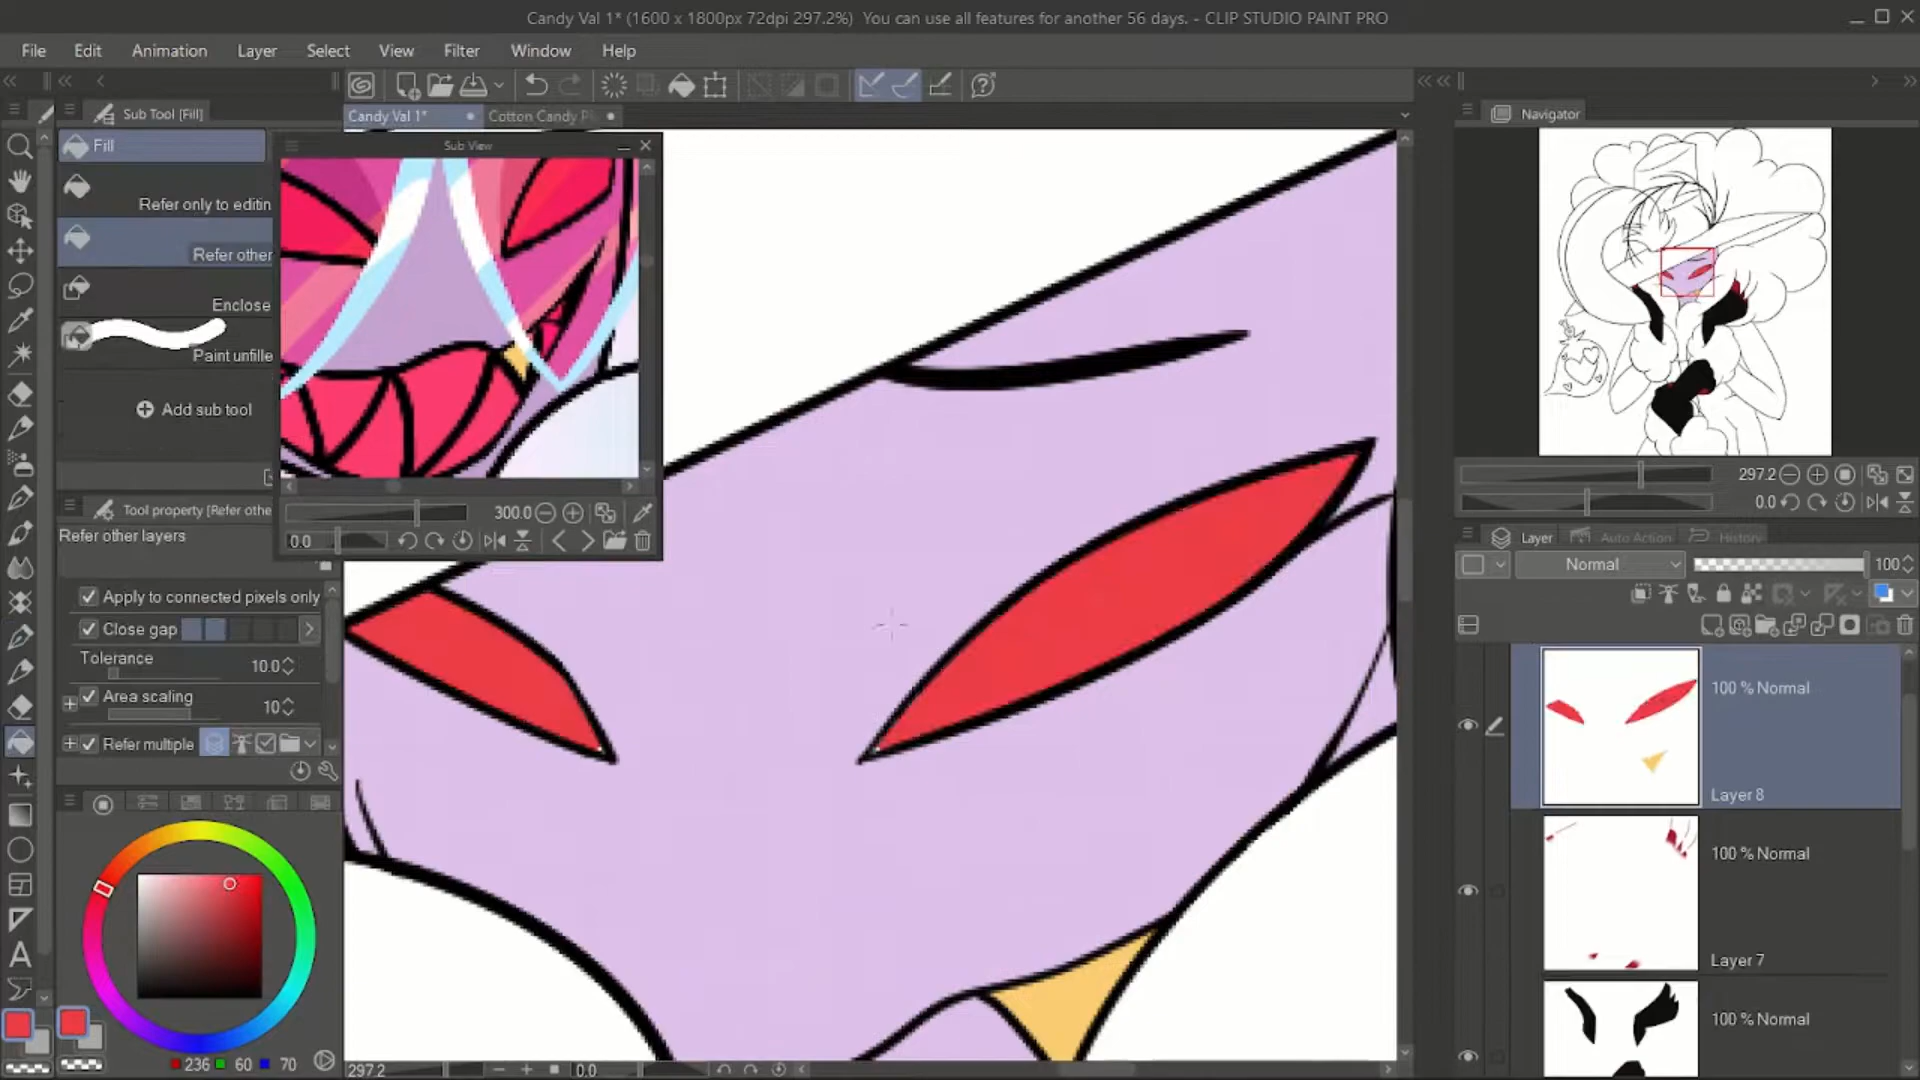 Candy Val 1* (1600 x 1800px 72dpi 297.2%)  You can use all features for another 56 days. - CLIP STUDIO PAINT PRO
File Edit Animation Layer Select View Filter Window Help
Sub Tool [Fill]
Candy Val 1*
Cotton Candy P
Navigator
Fill
Sub View
Refer only to editin
Refer other
Enclose
Paint unfille
Add sub tool
Tool property [Refer othe
300.0
0.0
Refer other layers
Apply to connected pixels only
Close gap
Tolerance 10.0
Area scaling 10
Refer multiple
236 60 70
297.2 0.0
297.2
0.0
Layer Auto Action History
Normal 100
100 % Normal
Layer 8
100 % Normal
Layer 7
100 % Normal